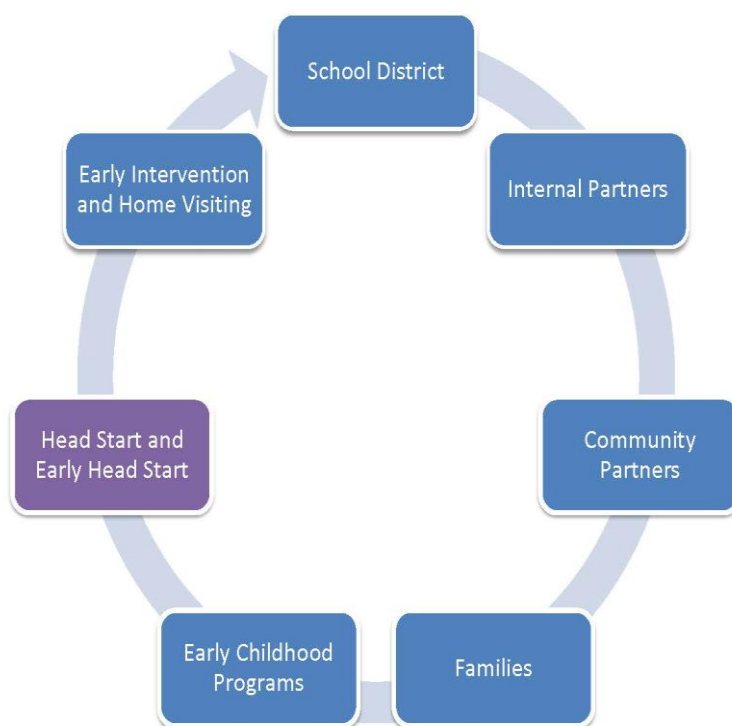 School District
Internal Partners
Community
Partners
Families
Early Childhood
Programs
Head Start and
Early Head Start
Early Intervention
and Home Visiting